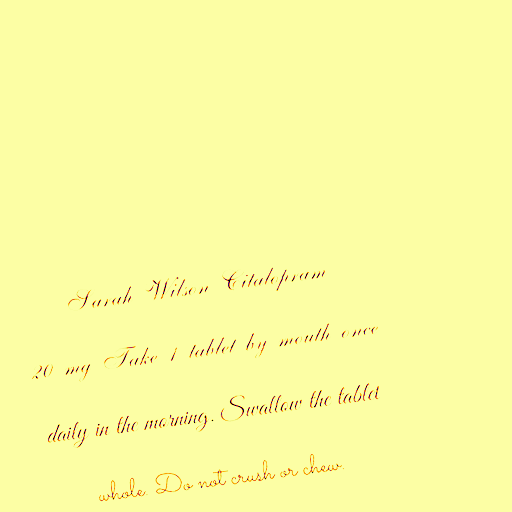 Sarah Wilson Citalopram
20 mg Take 1 tablet by mouth once
daily in the morning. Swallow the tablet
whole. Do not crush or chew.